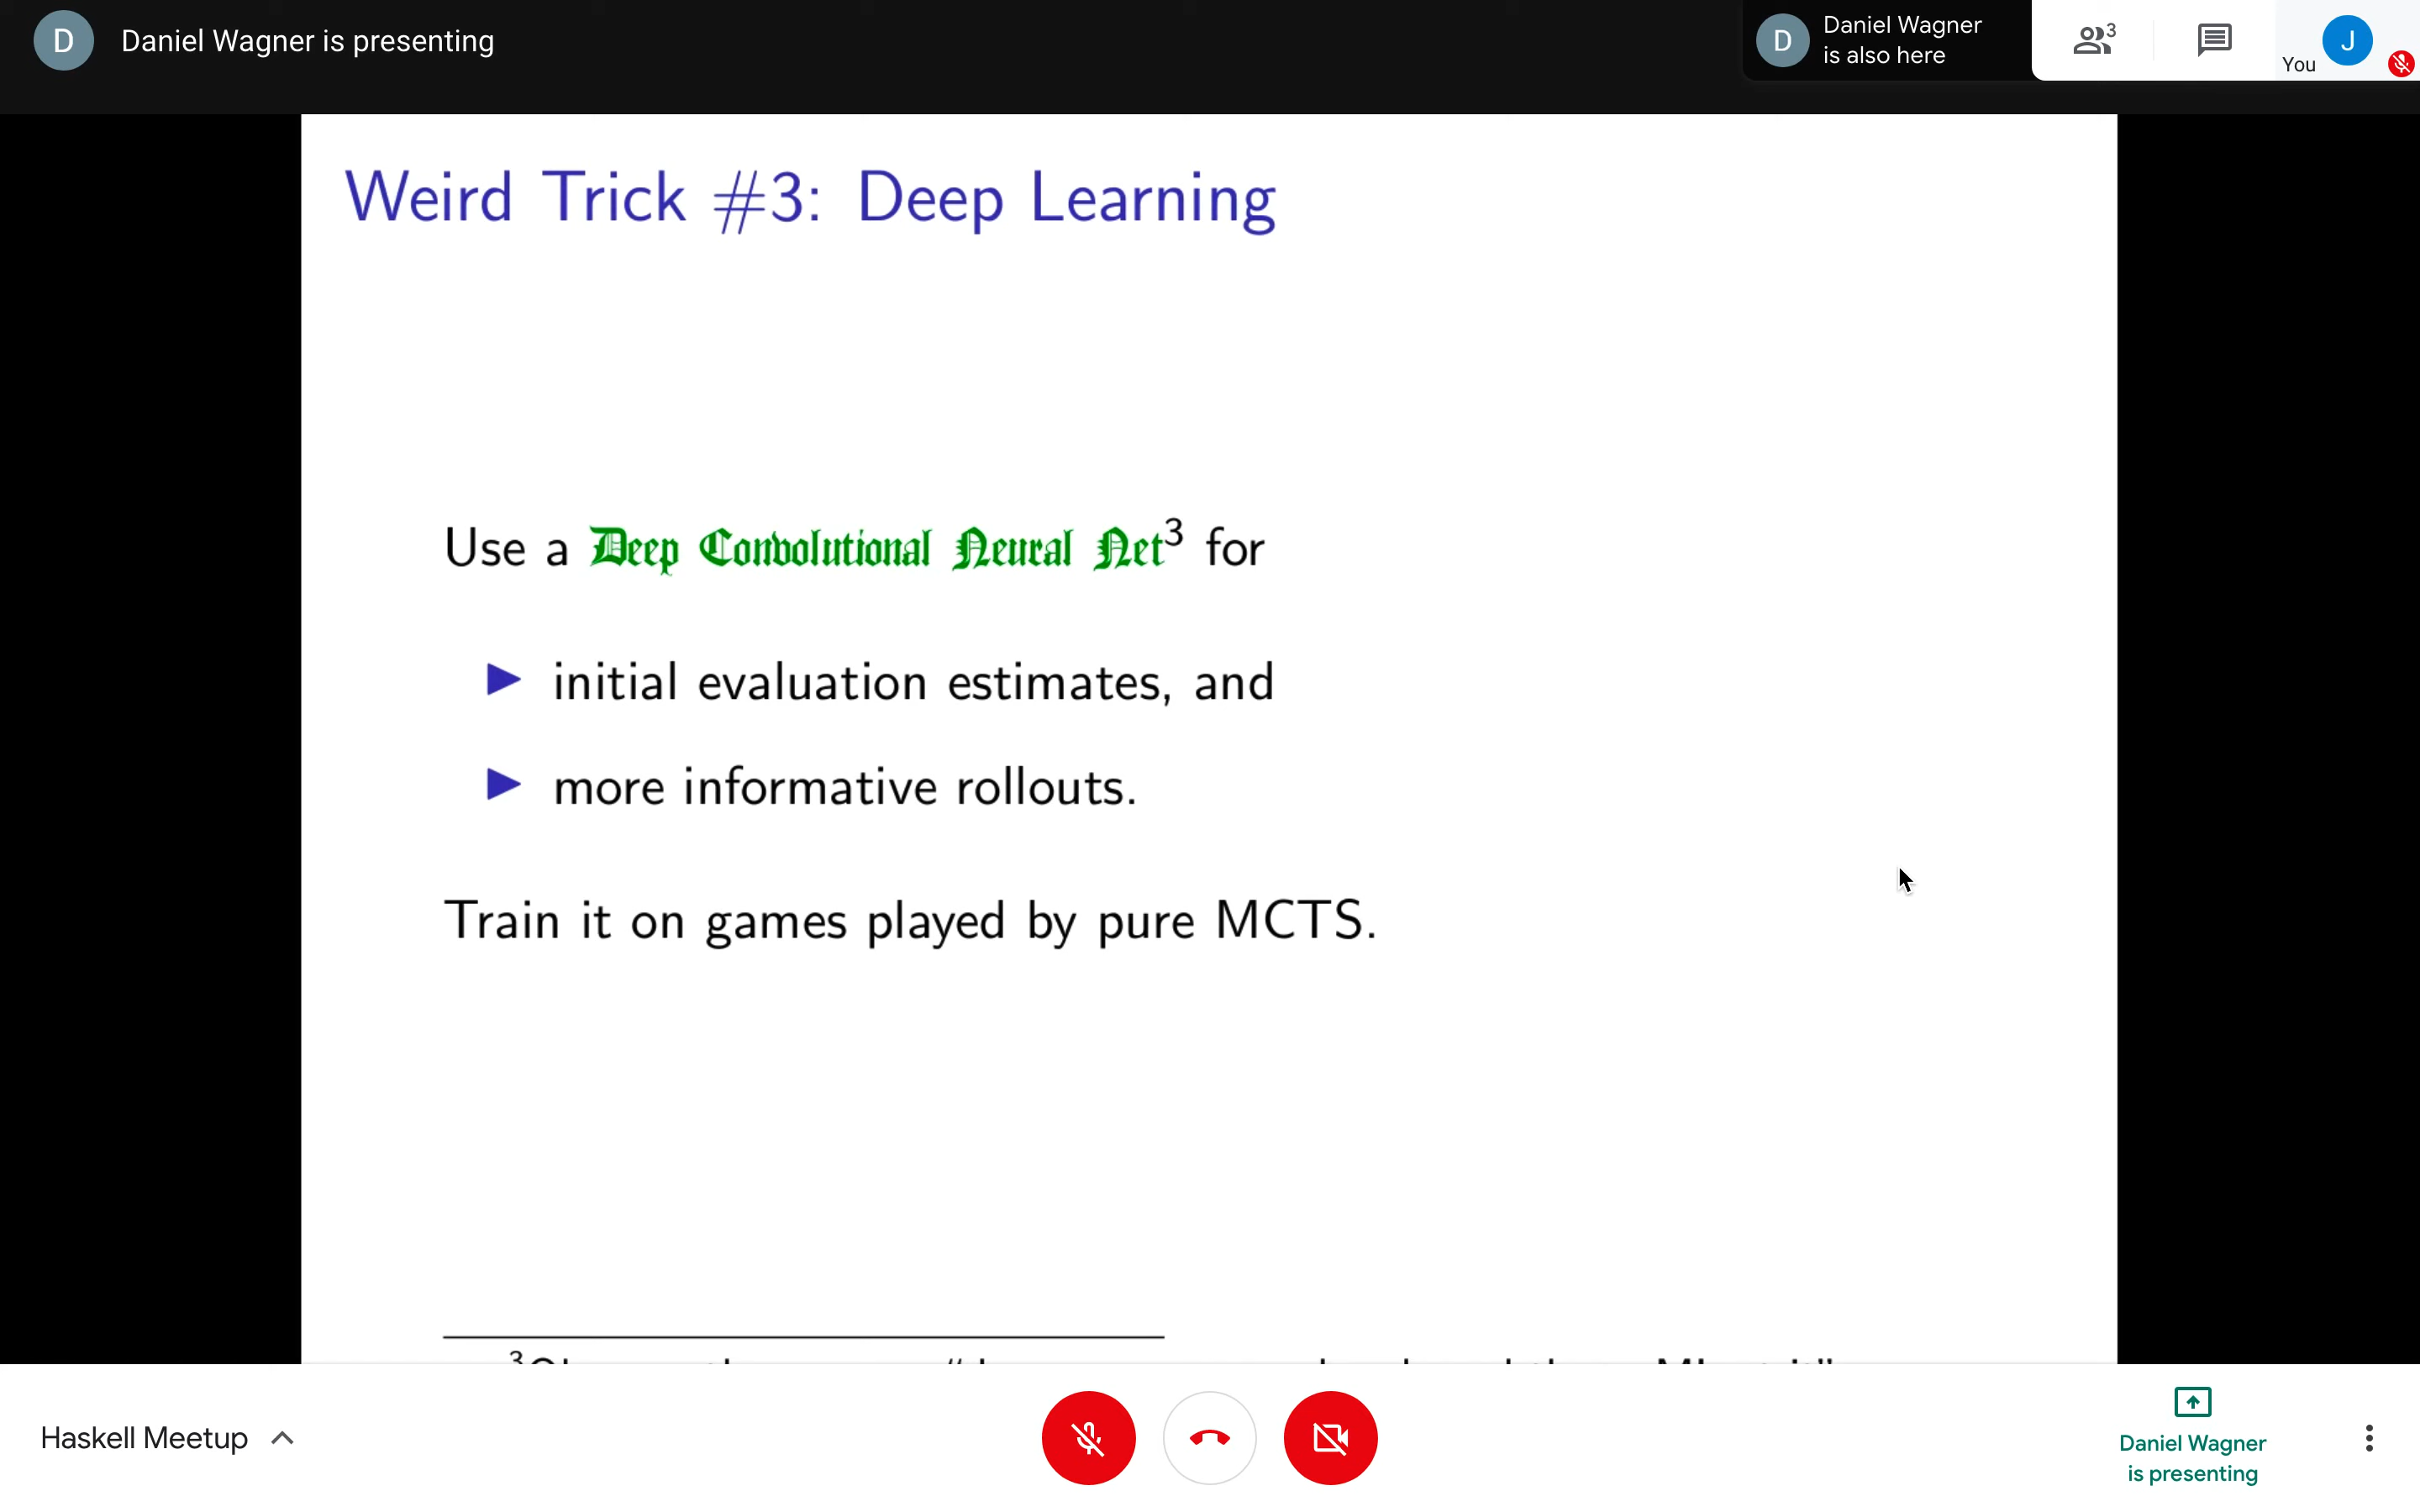 D Daniel Wagner is presenting
D Daniel Wagner
is also here
3
You J
Weird Trick #3: Deep Learning
Use a Deep Convolutional Neural Net³ for
▶ initial evaluation estimates, and
▶ more informative rollouts.
Train it on games played by pure MCTS.
3
Haskell Meetup
Daniel Wagner
is presenting